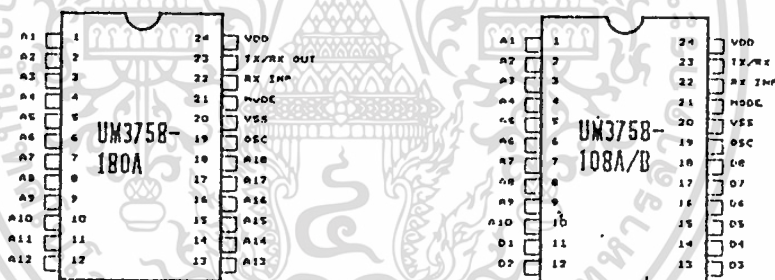 A1 1 24 VDD
A2 2 23 TX/RX OUT
A3 3 22 RX INP
A4 4 21 MODE
A5 5 20 VSS
A6 6 UM3758- 19 OSC
A7 7 180A 18 A18
A8 8 17 A17
A9 9 16 A16
A10 10 15 A15
A11 11 14 A14
A12 12 13 A13
A1 1 24 VDD
A2 2 23 TX/RX
A3 3 22 RX INP
A4 4 21 MODE
A5 5 20 VSS
A6 6 UM3758- 19 OSC
A7 7 108A/B 18 D8
A8 8 17 D7
A9 9 16 D6
A10 10 15 D5
D1 11 14 D4
D2 12 13 D3